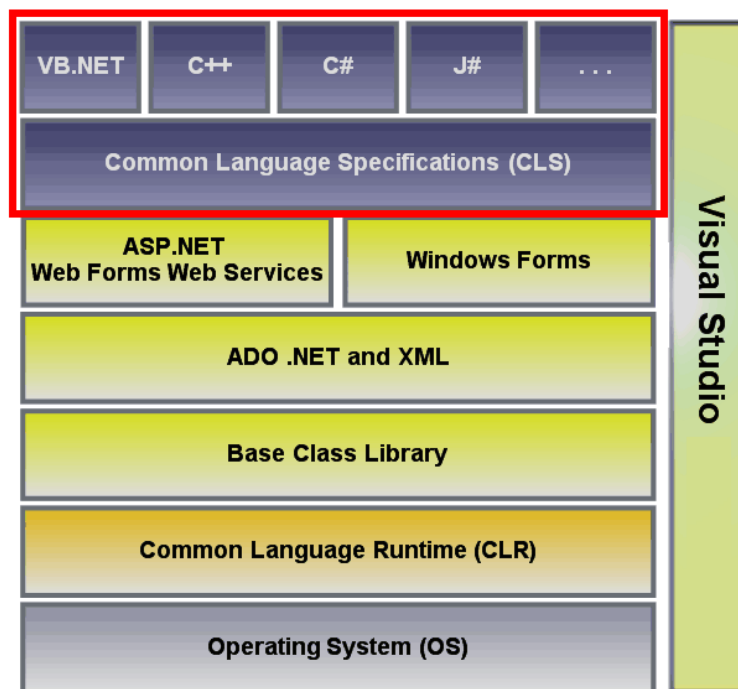 VB.NET
C++
C#
J#
. . .
Common Language Specifications (CLS)
ASP.NET
Web Forms Web Services
Windows Forms
ADO .NET and XML
Base Class Library
Common Language Runtime (CLR)
Operating System (OS)
Visual Studio